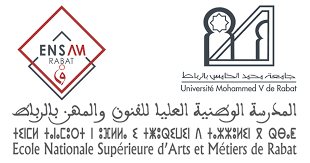 ENSAM
RABAT
جامعة محمد الخامس بالرباط
Université Mohammed V de Rabat
المدرسة الوطنية العليا للفنون والمهن بالرباط
Ecole Nationale Supérieure d'Arts et Métiers de Rabat